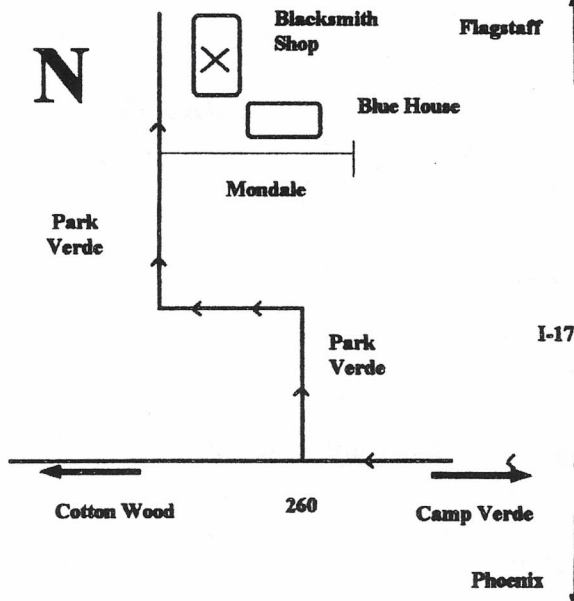 N
Blacksmith
Shop
Flagstaff
Blue House
Mondale
Park
Verde
Park
Verde
I-17
Cotton Wood
260
Camp Verde
Phoenix